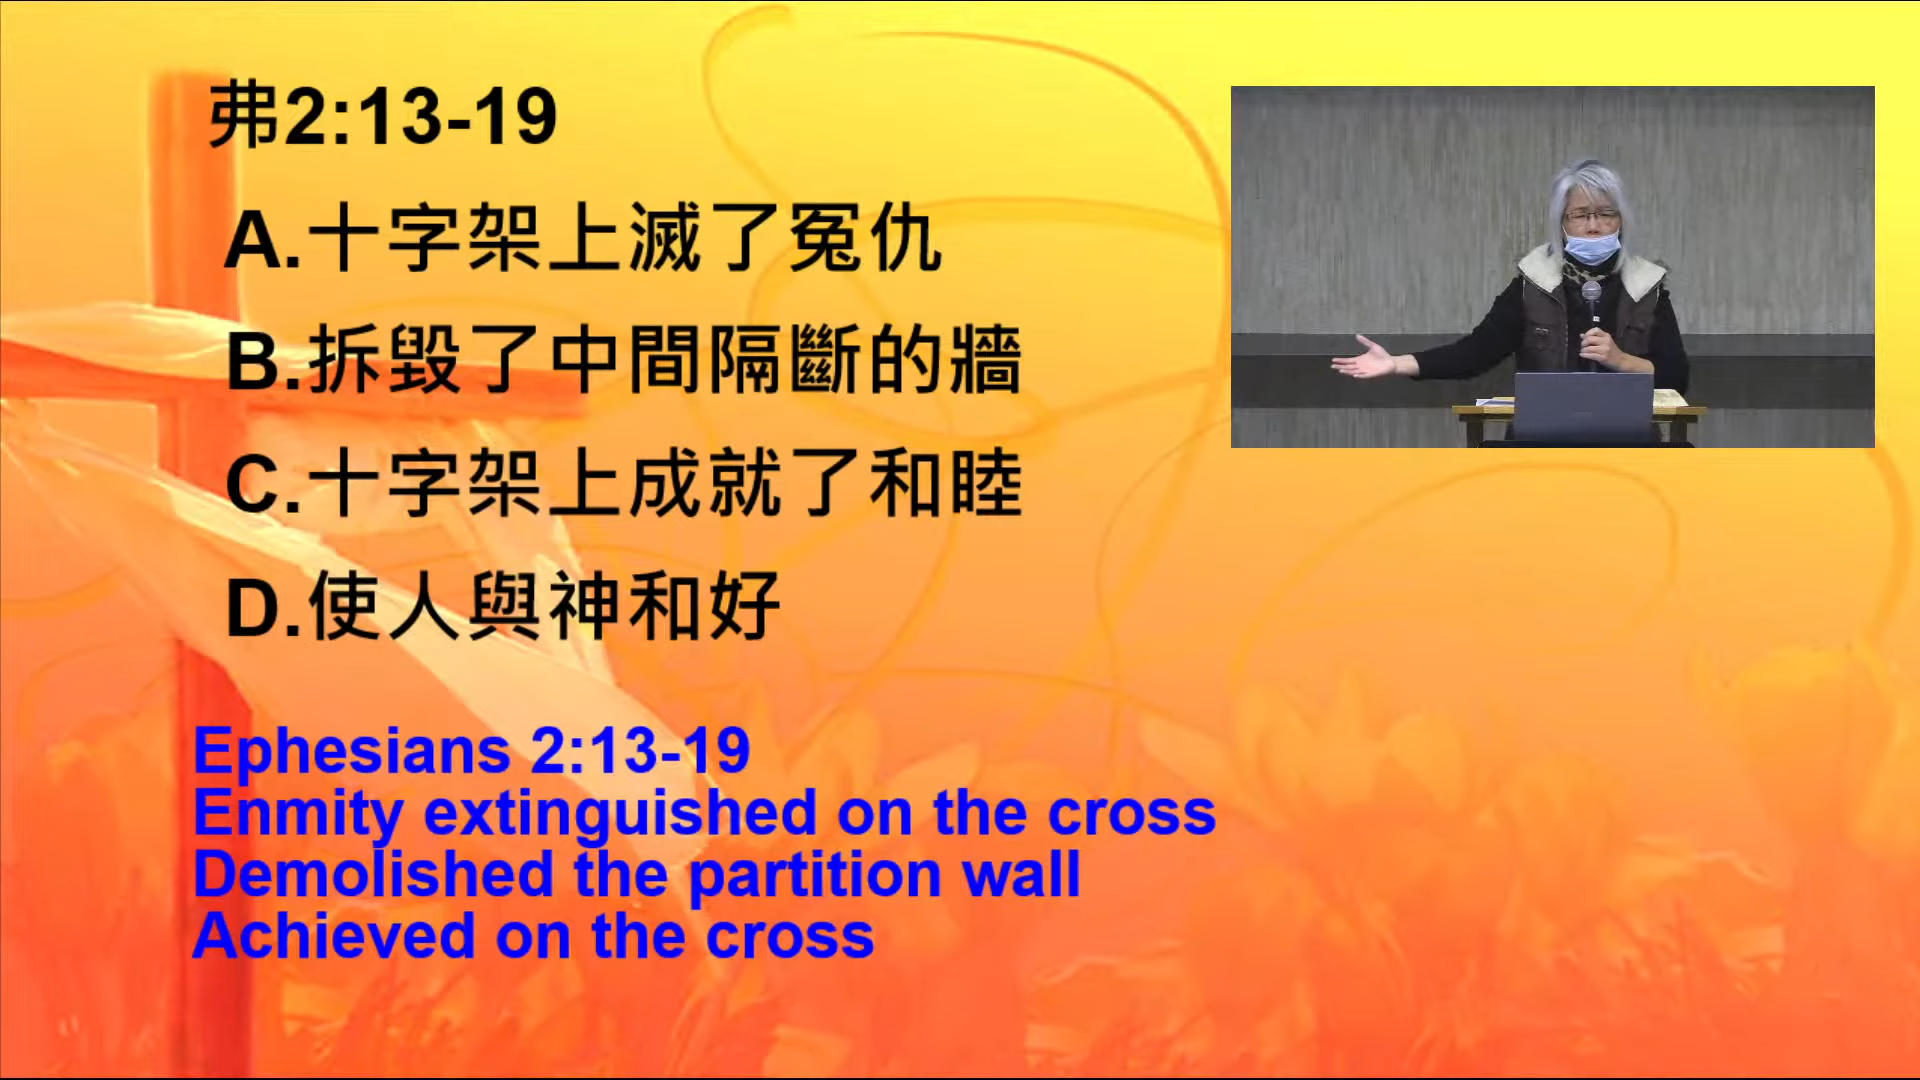 弗2:13-19
A.十字架上滅了冤仇
B.拆毀了中間隔斷的牆
C.十字架上成就了和睦
D.使人與神和好
Ephesians 2:13-19
Enmity extinguished on the cross
Demolished the partition wall
Achieved on the cross